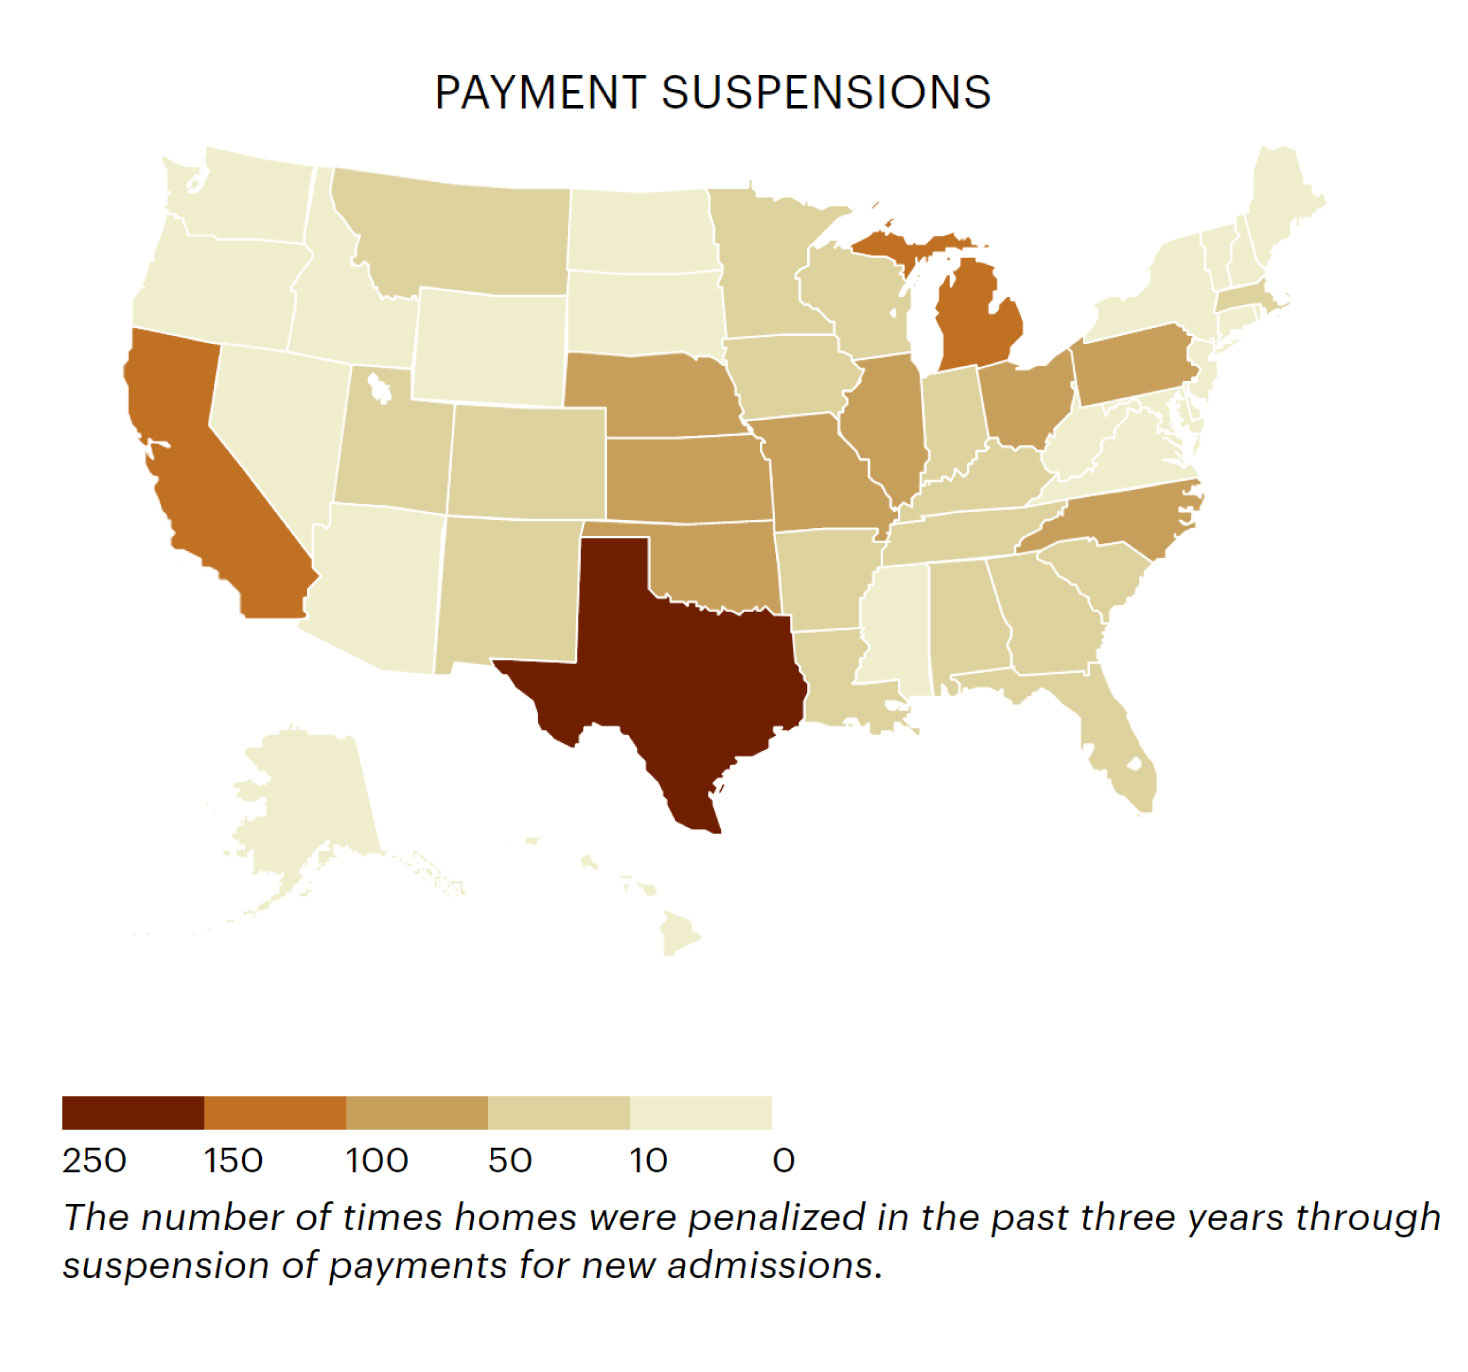 PAYMENT SUSPENSIONS
250 150 100 50 10 0
The number of times homes were penalized in the past three years through
suspension of payments for new admissions.